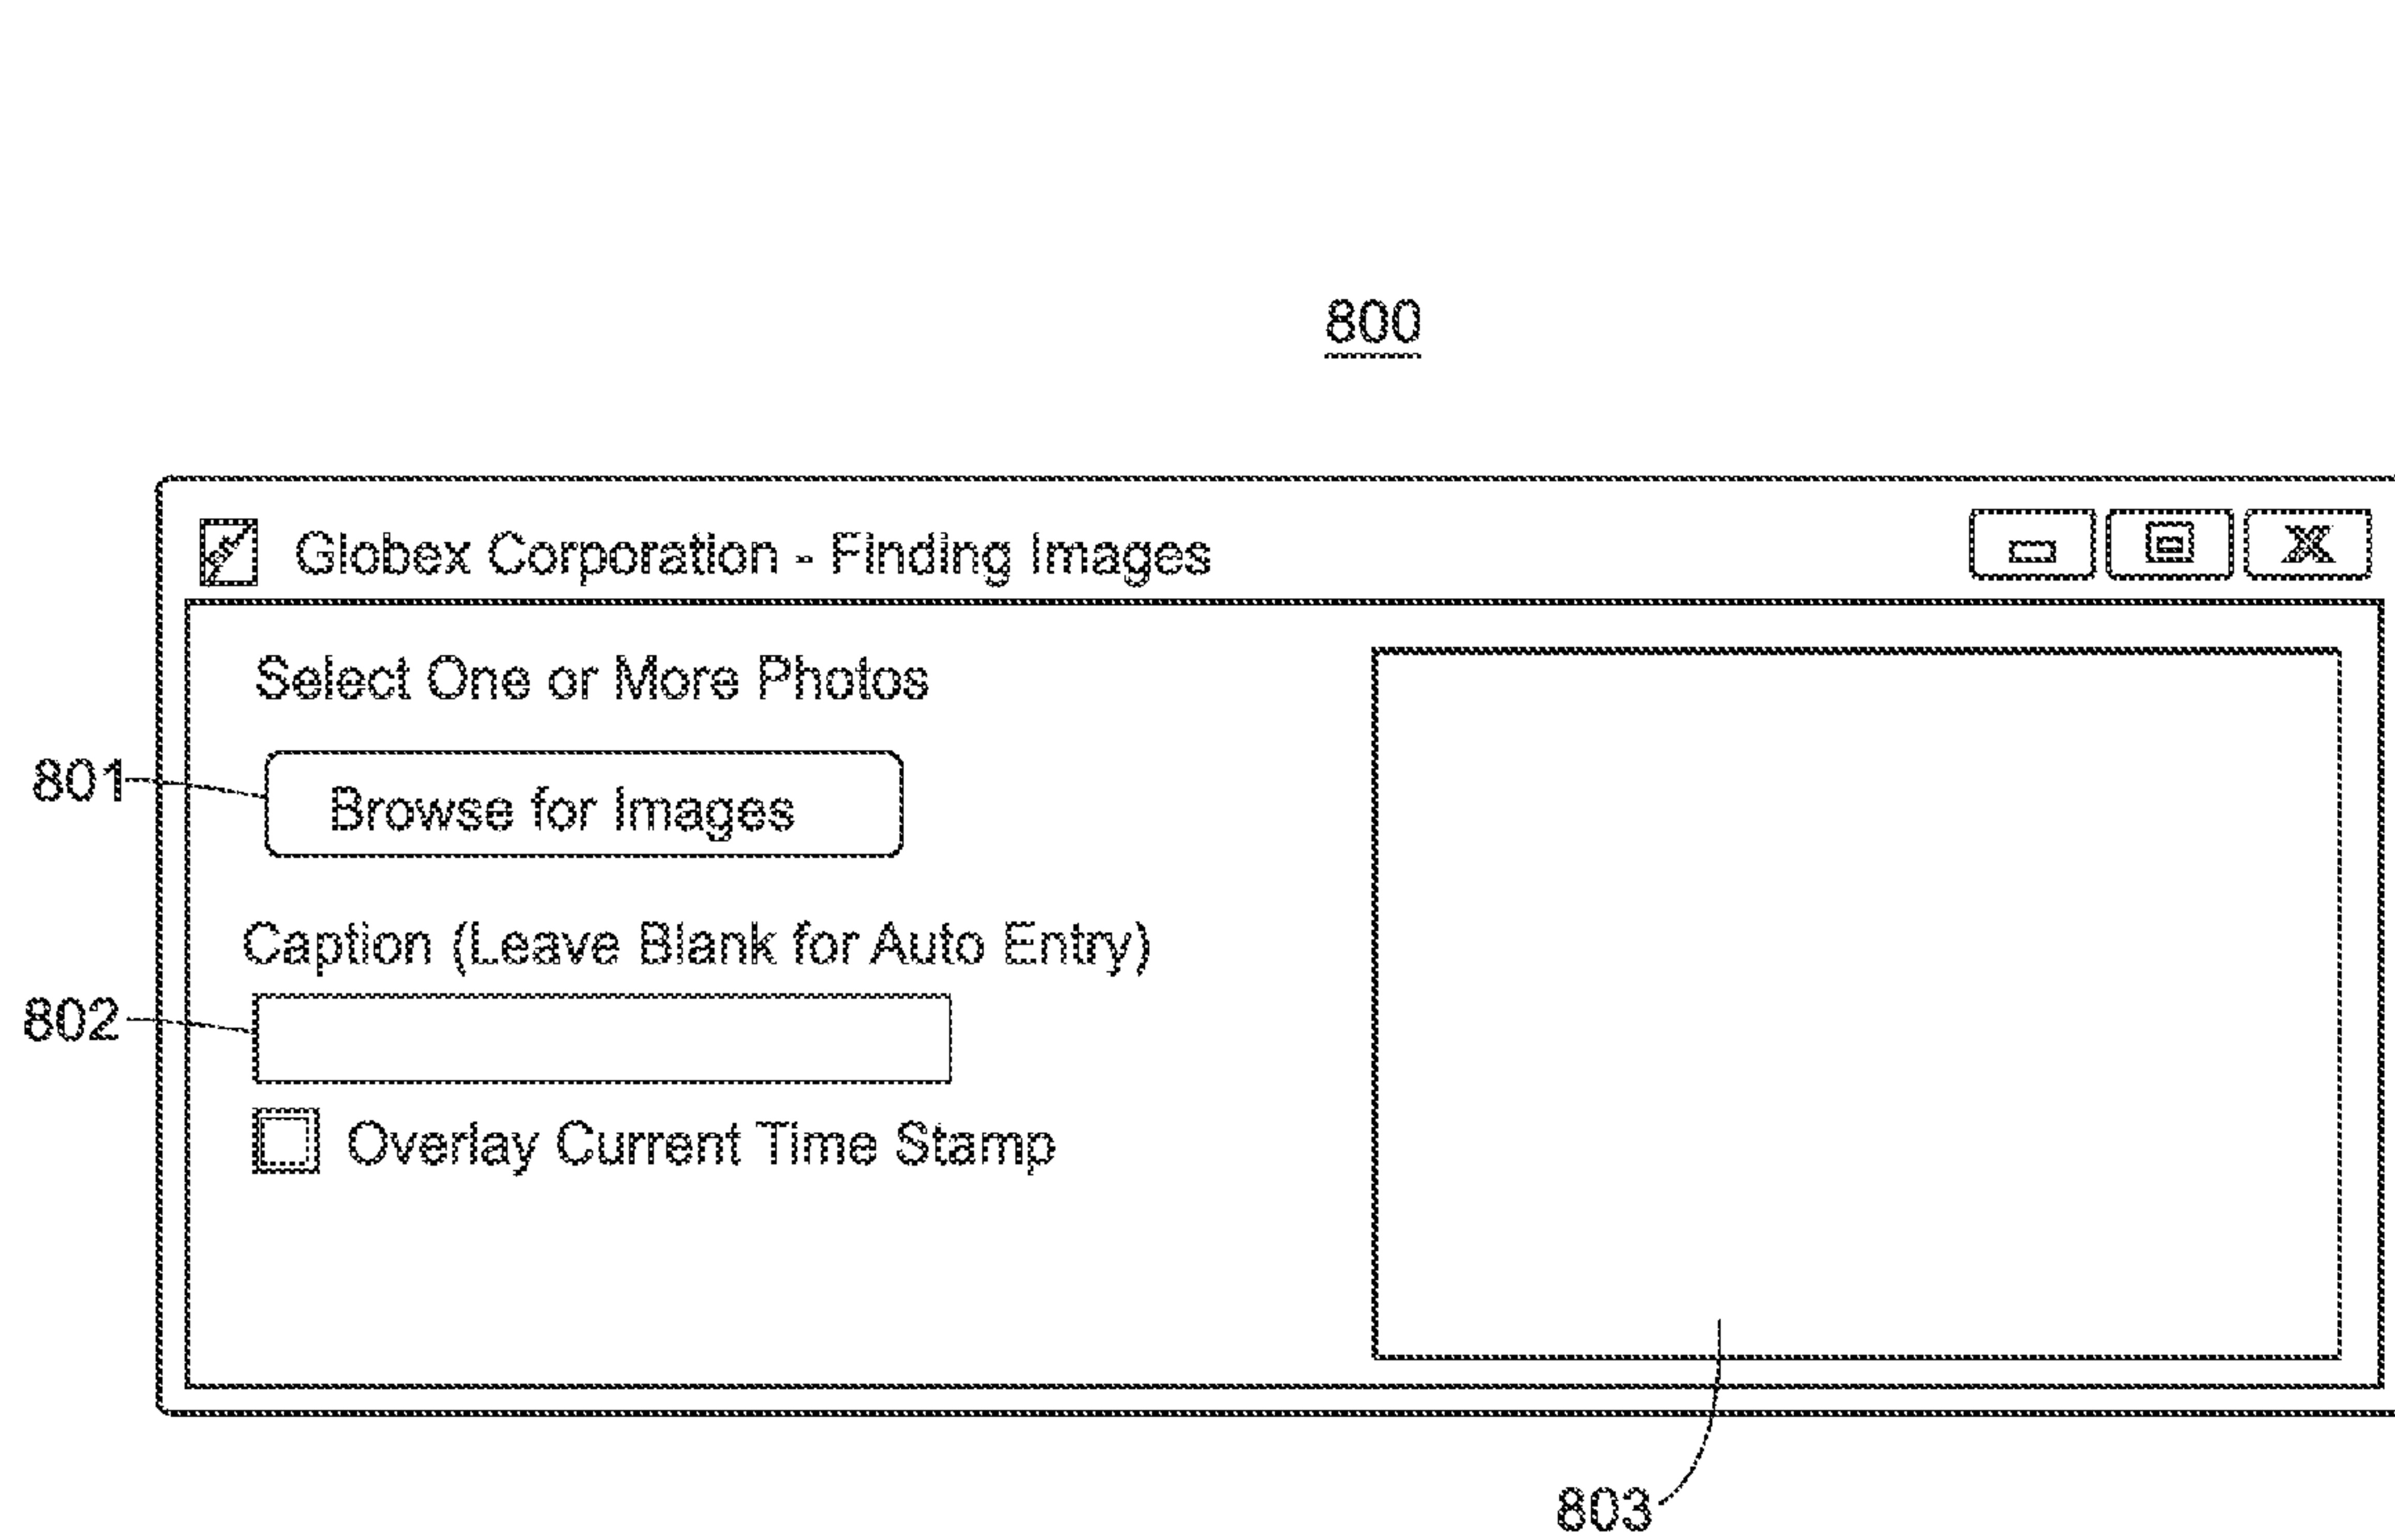 800
Globex Corporation - Finding Images
Select One or More Photos
801
Browse for Images
Caption (Leave Blank for Auto Entry)
802
Overlay Current Time Stamp
803